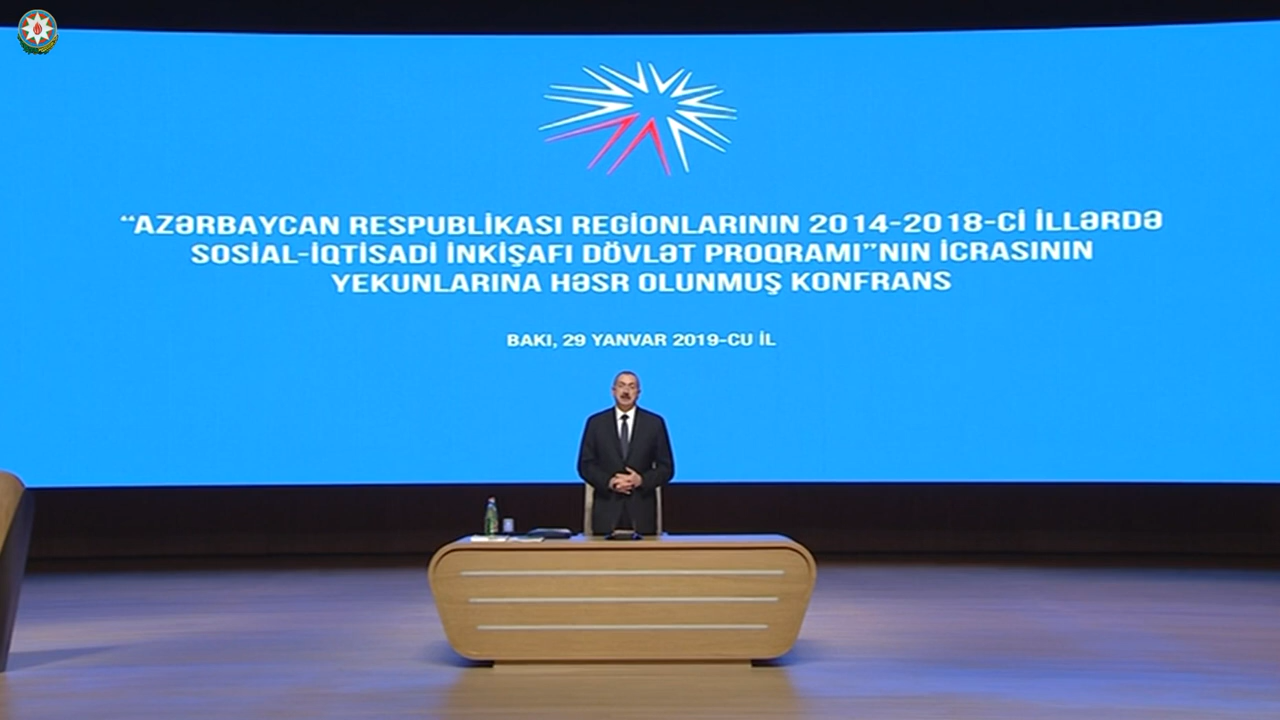 “AZƏRBAYCAN RESPUBLİKASI REGİONLARININ 2014-2018-Cİ İLLƏRDƏ
SOSİAL-İQTİSADİ İNKİŞAFI DÖVLƏT PROQRAMI”NIN İCRASININ
YEKUNLARINA HƏSR OLUNMUŞ KONFRANS
BAKI, 29 YANVAR 2019-CU İL